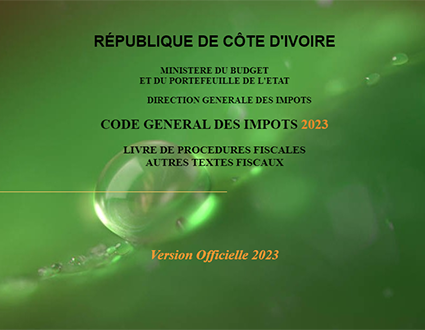 RÉPUBLIQUE DE CÔTE D'IVOIRE
MINISTERE DU BUDGET
ET DU PORTEFEUILLE DE L'ETAT
DIRECTION GENERALE DES IMPOTS
CODE GENERAL DES IMPOTS 2023
LIVRE DE PROCEDURES FISCALES
AUTRES TEXTES FISCAUX
Version Officielle 2023